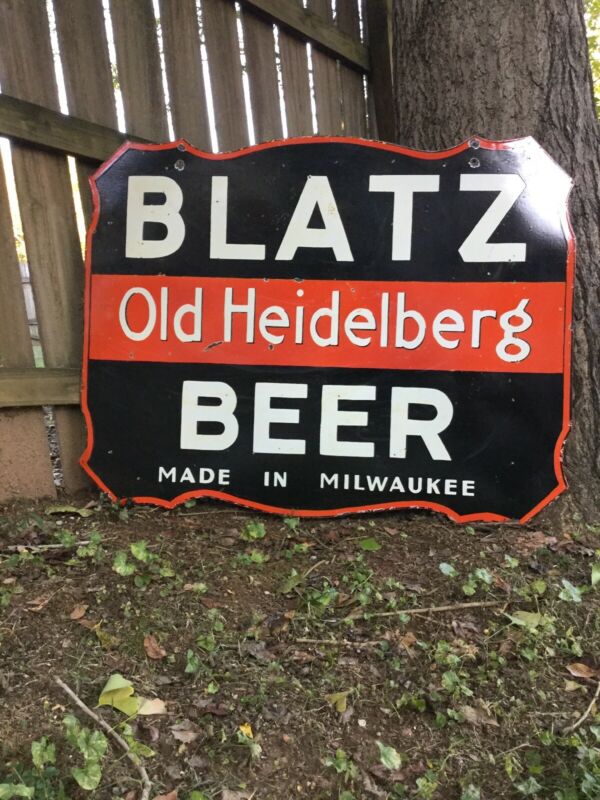 BLATZ
Old Heidelberg
BEER
MADE IN MILWAUKEE